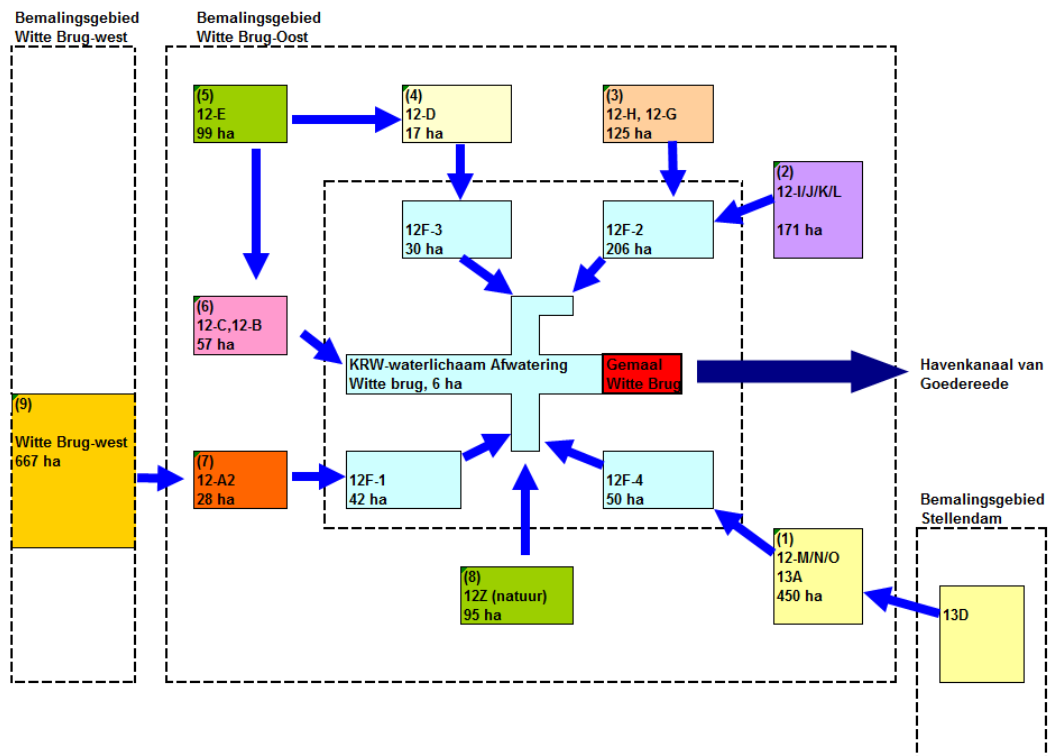 Bemalingsgebied
Witte Brug-west
Bemalingsgebied
Witte Brug-Oost
(5)
12-E
99 ha
(4)
12-D
17 ha
(3)
12-H, 12-G
125 ha
(2)
12-I/J/K/L
171 ha
12F-3
30 ha
12F-2
206 ha
(6)
12-C,12-B
57 ha
KRW-waterlichaam Afwatering
Witte brug, 6 ha
Gemaal
Witte Brug
Havenkanaal van
Goedereede
(9)
Witte Brug-west
667 ha
(7)
12-A2
28 ha
12F-1
42 ha
12F-4
50 ha
Bemalingsgebied
Stellendam
(1)
12-M/N/O
13A
450 ha
(8)
12Z (natuur)
95 ha
13D